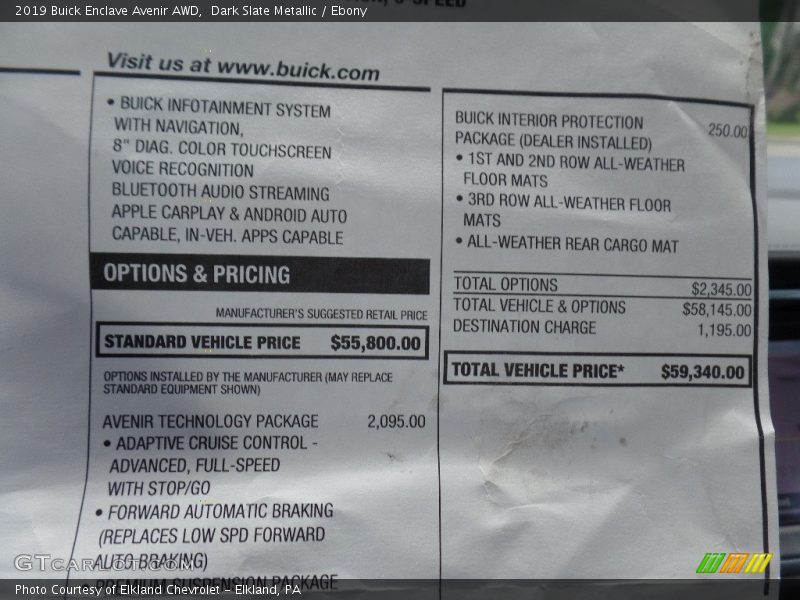 2019 Buick Enclave Avenir AWD,  Dark Slate Metallic / Ebony
Visit us at www.buick.com
• BUICK INFOTAINMENT SYSTEM
WITH NAVIGATION,
8" DIAG. COLOR TOUCHSCREEN
VOICE RECOGNITION
BLUETOOTH AUDIO STREAMING
APPLE CARPLAY & ANDROID AUTO
CAPABLE, IN-VEH. APPS CAPABLE
OPTIONS & PRICING
MANUFACTURER'S SUGGESTED RETAIL PRICE
STANDARD VEHICLE PRICE $55,800.00
OPTIONS INSTALLED BY THE MANUFACTURER (MAY REPLACE
STANDARD EQUIPMENT SHOWN)
AVENIR TECHNOLOGY PACKAGE 2,095.00
• ADAPTIVE CRUISE CONTROL -
ADVANCED, FULL-SPEED
WITH STOP/GO
• FORWARD AUTOMATIC BRAKING
(REPLACES LOW SPD FORWARD
AUTO BRAKING)
• PREMIUM SUSPENSION PACKAGE
BUICK INTERIOR PROTECTION 250.00
PACKAGE (DEALER INSTALLED)
• 1ST AND 2ND ROW ALL-WEATHER
FLOOR MATS
• 3RD ROW ALL-WEATHER FLOOR
MATS
• ALL-WEATHER REAR CARGO MAT
TOTAL OPTIONS $2,345.00
TOTAL VEHICLE & OPTIONS $58,145.00
DESTINATION CHARGE 1,195.00
TOTAL VEHICLE PRICE* $59,340.00
GTcarlot.com
Photo Courtesy of Elkland Chevrolet – Elkland, PA